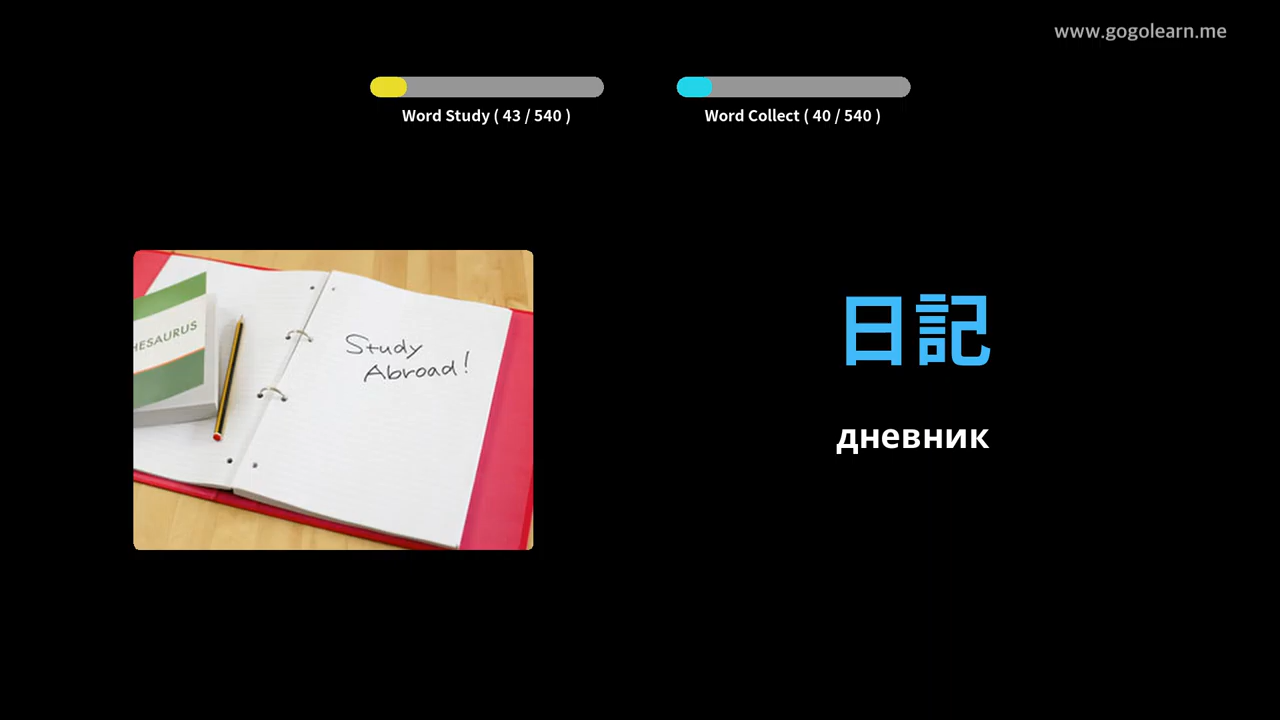 www.gogolearn.me
Word Study ( 43 / 540 )
Word Collect ( 40 / 540 )
HESAURUS
Study
Abroad!
日記
дневник